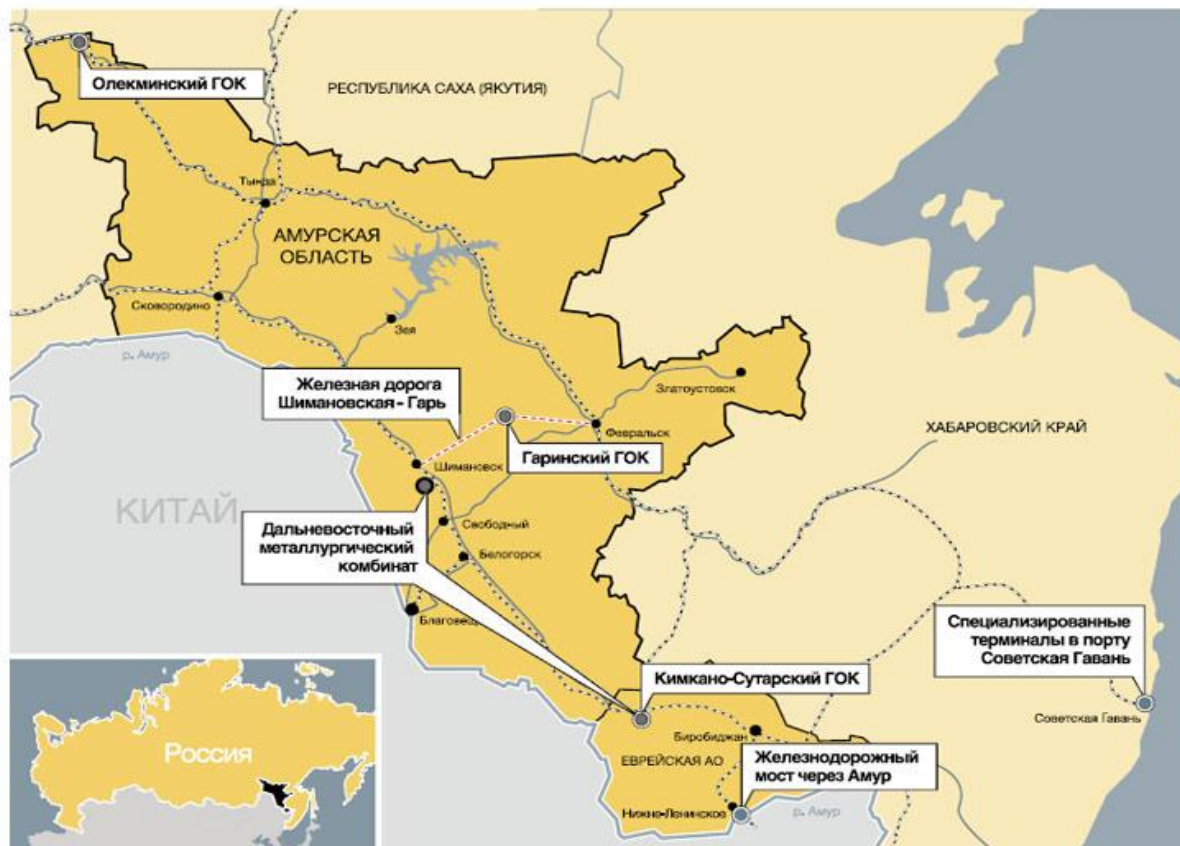 Олекминский ГОК
РЕСПУБЛИКА САХА (ЯКУТИЯ)
Тында
АМУРСКАЯ
ОБЛАСТЬ
Сковородино
Зея
р. Амур
Златоустовск
Железная дорога
Шимановская - Гарь
Февральск
ХАБАРОВСКИЙ КРАЙ
Гаринский ГОК
Шимановск
КИТАЙ
Свободный
Дальневосточный
металлургический
комбинат
Белогорск
Благовещ
Специализированные
терминалы в порту
Советская Гавань
Кимкано-Сутарский ГОК
Советская Гавань
Биробиджан
ЕВРЕЙСКАЯ АО
Железнодорожный
мост через Амур
Нижне-Ленинское
р. Амур
Россия